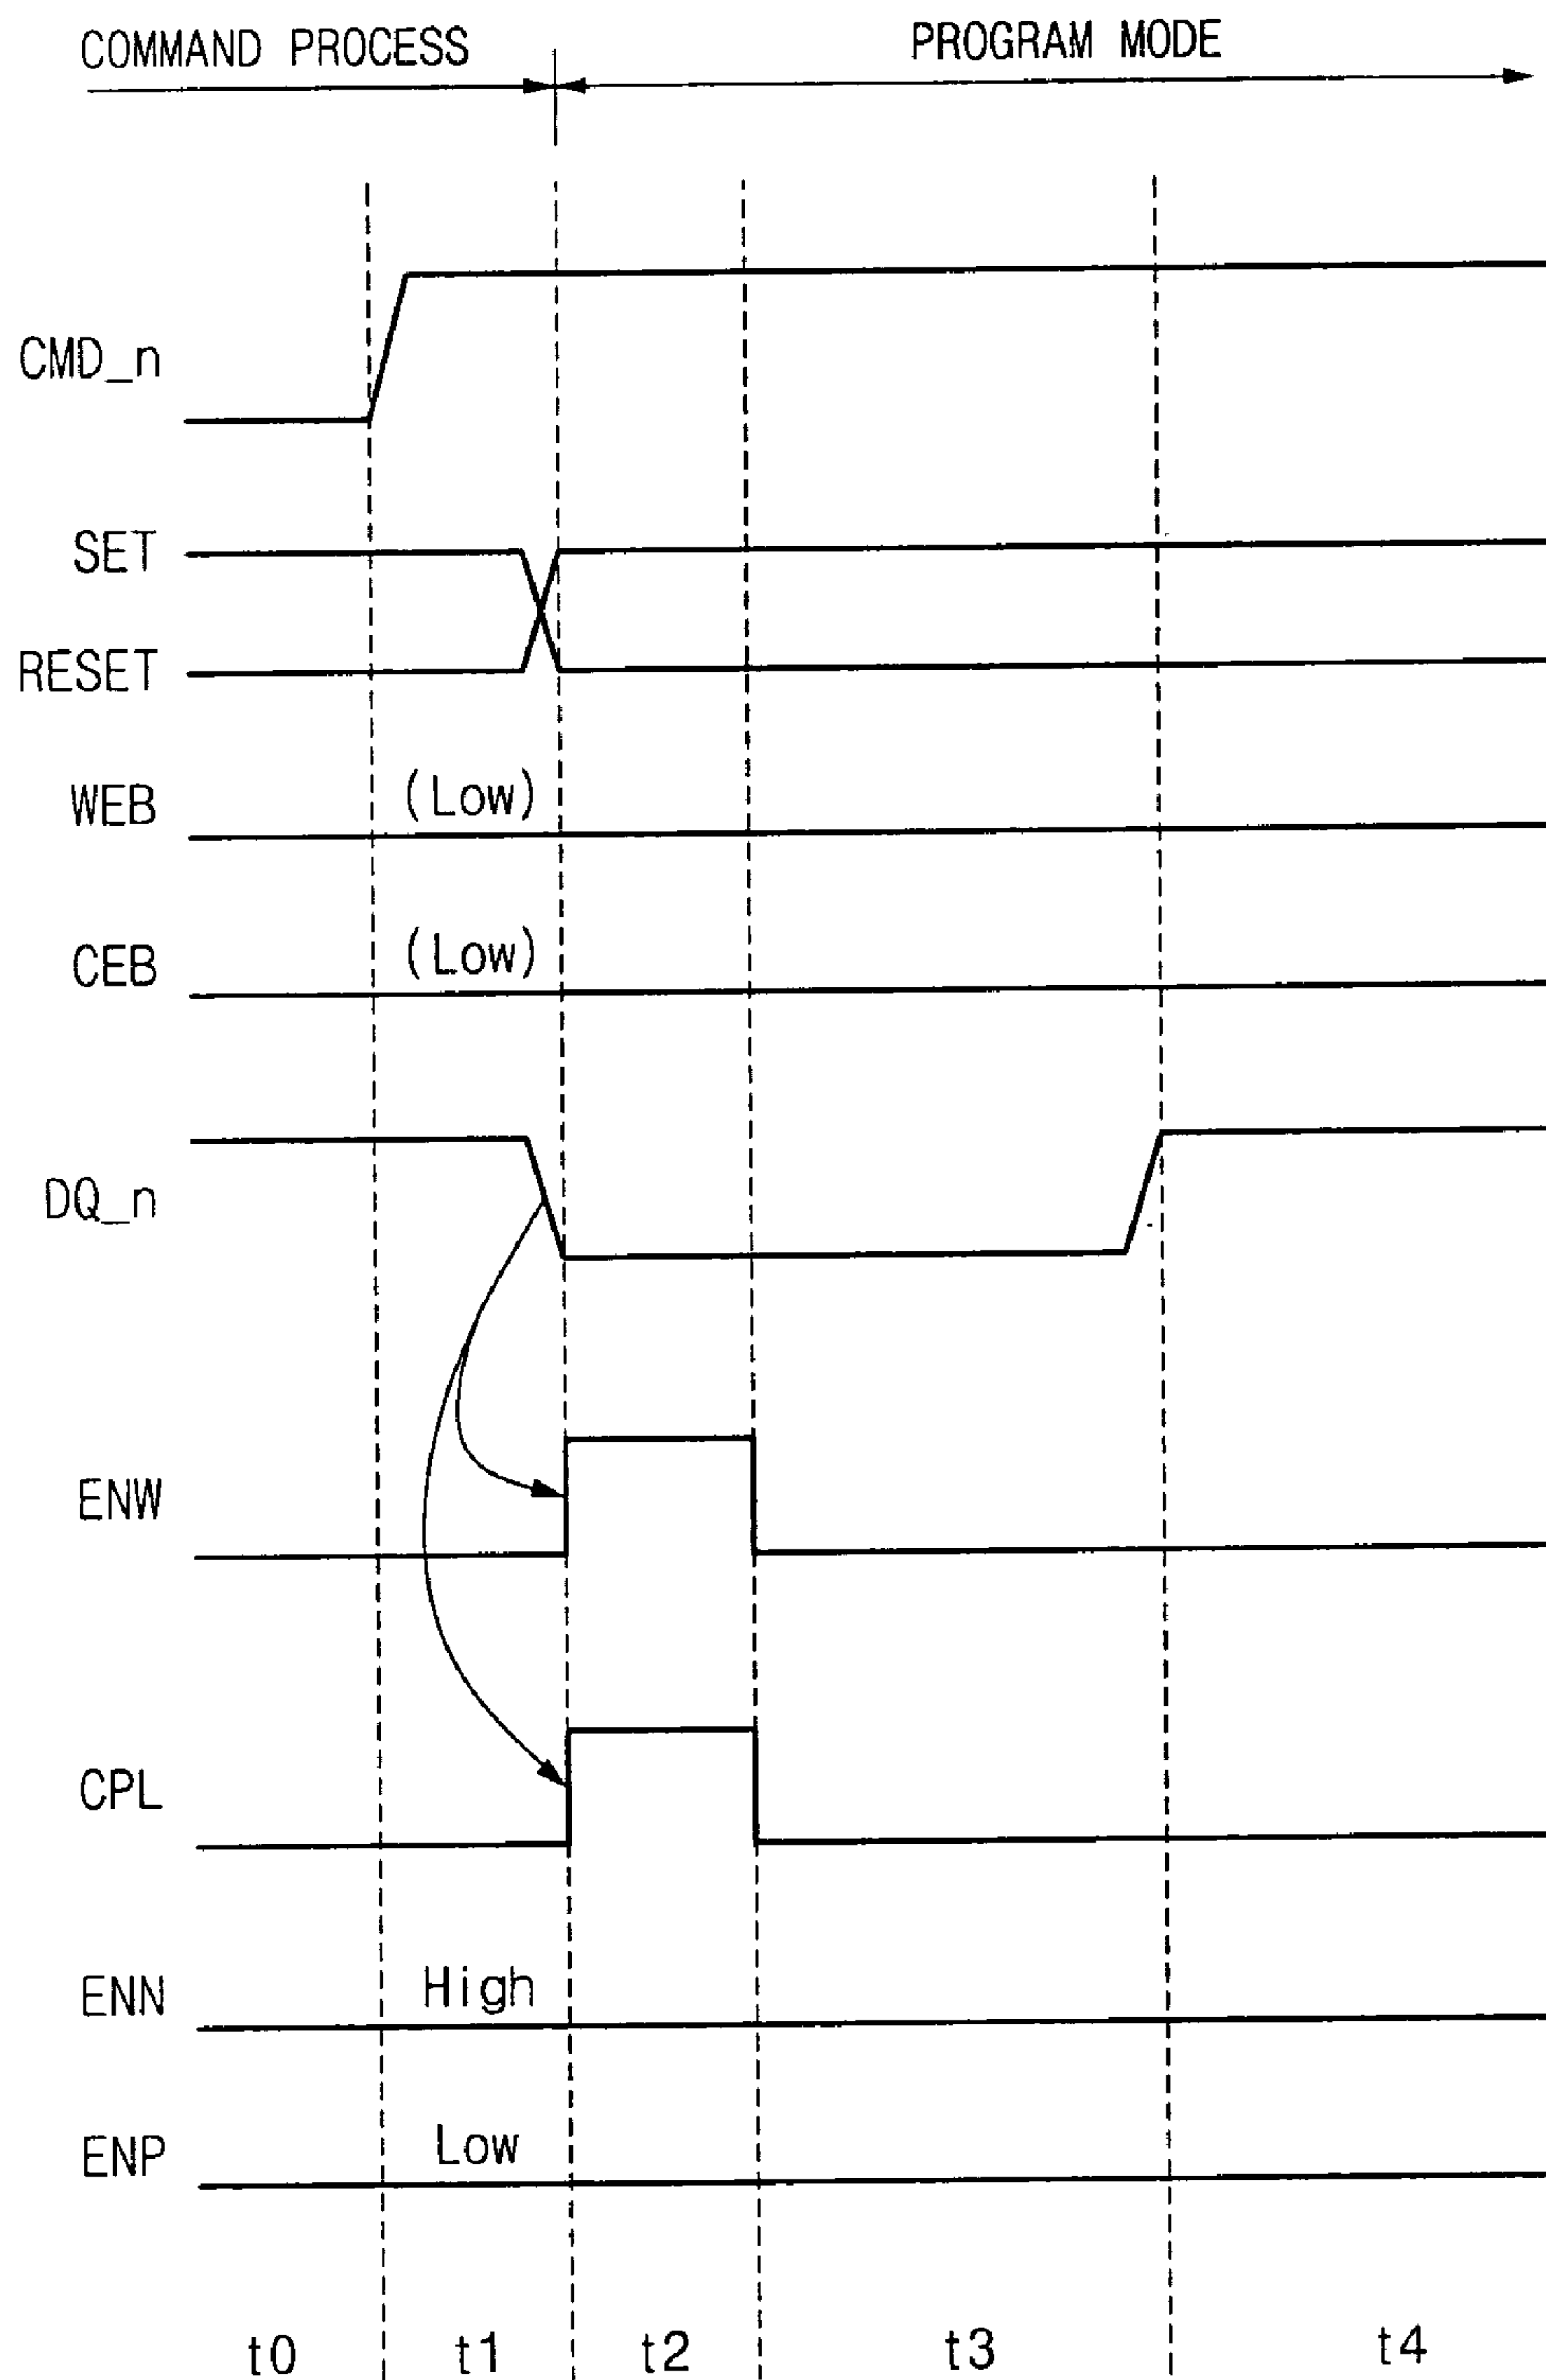 COMMAND PROCESS
PROGRAM MODE
CMD_n
SET
RESET
WEB
(Low)
CEB
(Low)
DQ_n
ENW
CPL
ENN
High
ENP
Low
t0
t1
t2
t3
t4